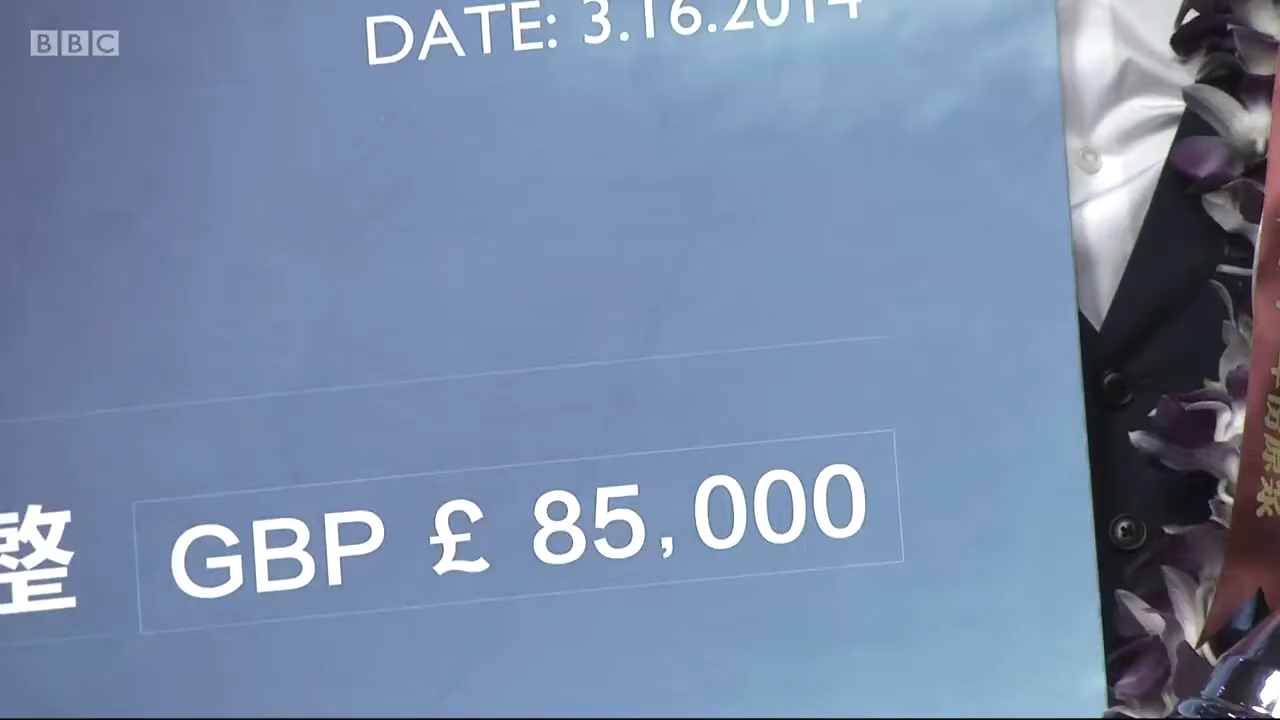 BBC
DATE: 3.16.2014
整 GBP £ 85,000